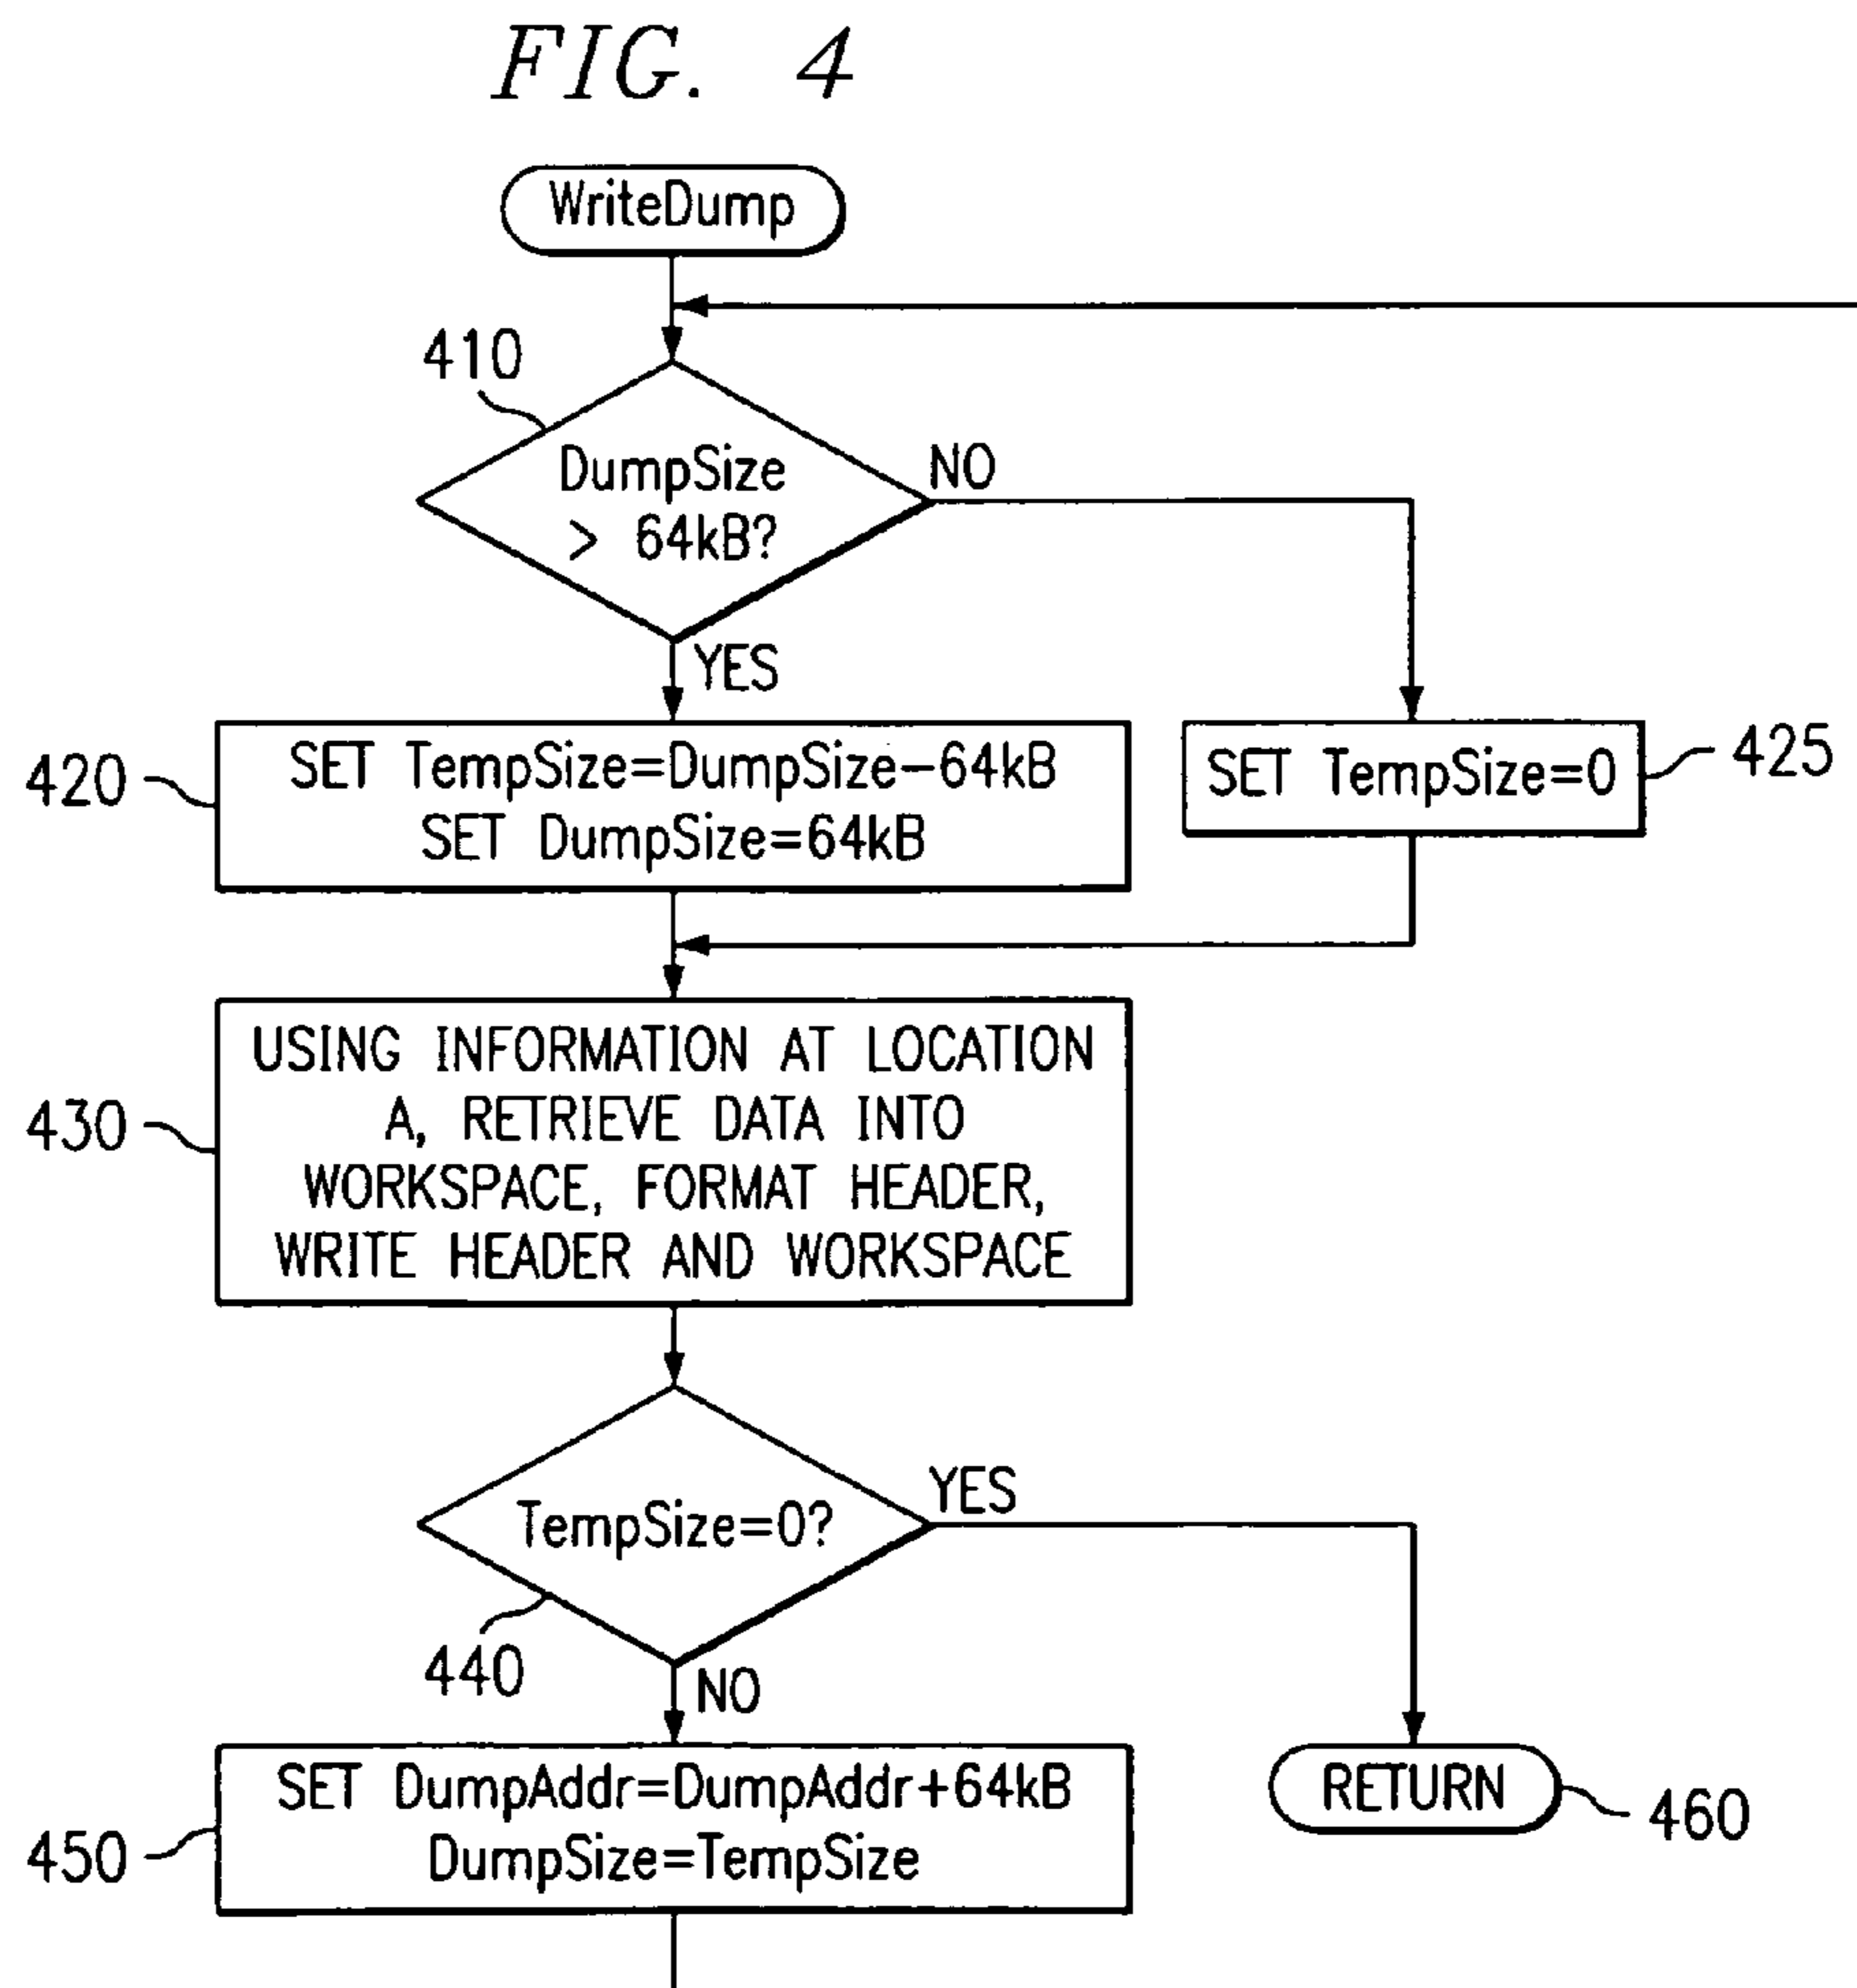 FIG. 4
WriteDump
410
DumpSize
> 64kB?
NO
YES
420
SET TempSize=DumpSize-64kB
SET DumpSize=64kB
SET TempSize=0
425
430
USING INFORMATION AT LOCATION
A, RETRIEVE DATA INTO
WORKSPACE, FORMAT HEADER,
WRITE HEADER AND WORKSPACE
TempSize=0?
YES
440
NO
450
SET DumpAddr=DumpAddr+64kB
DumpSize=TempSize
RETURN
460